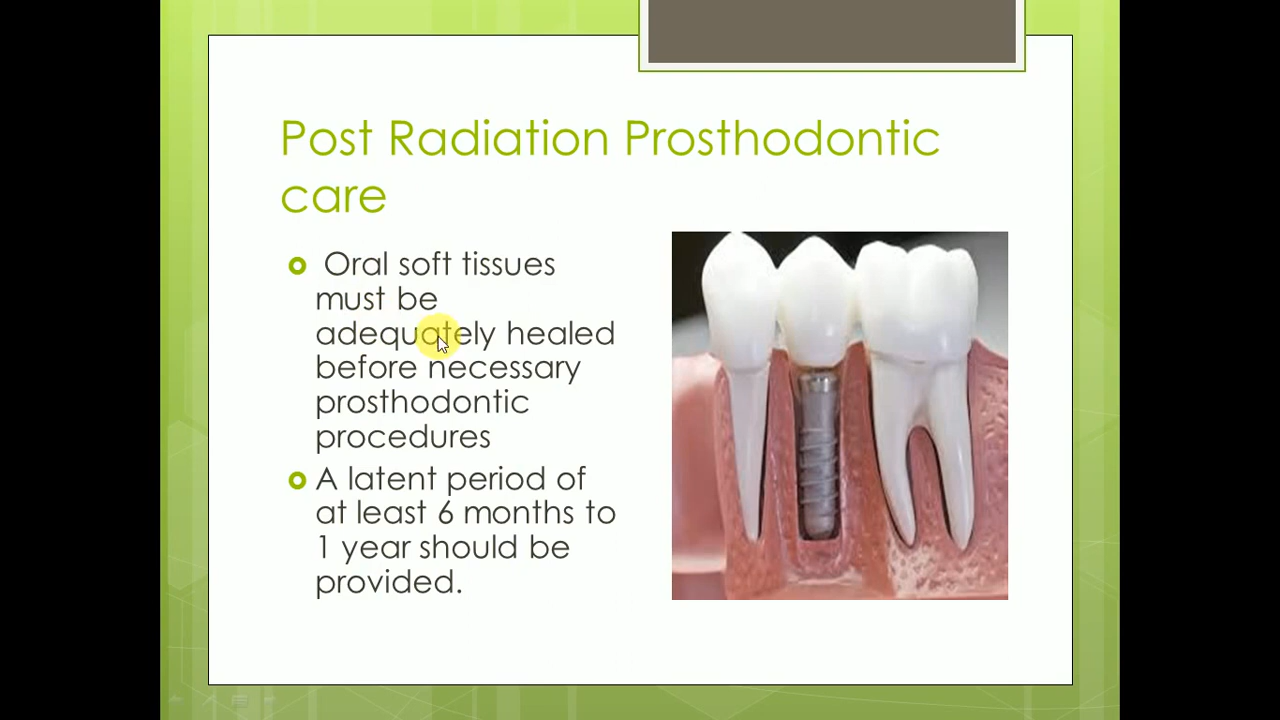 Post Radiation Prosthodontic
care
Oral soft tissues
must be
adequately healed
before necessary
prosthodontic
procedures
A latent period of
at least 6 months to
1 year should be
provided.